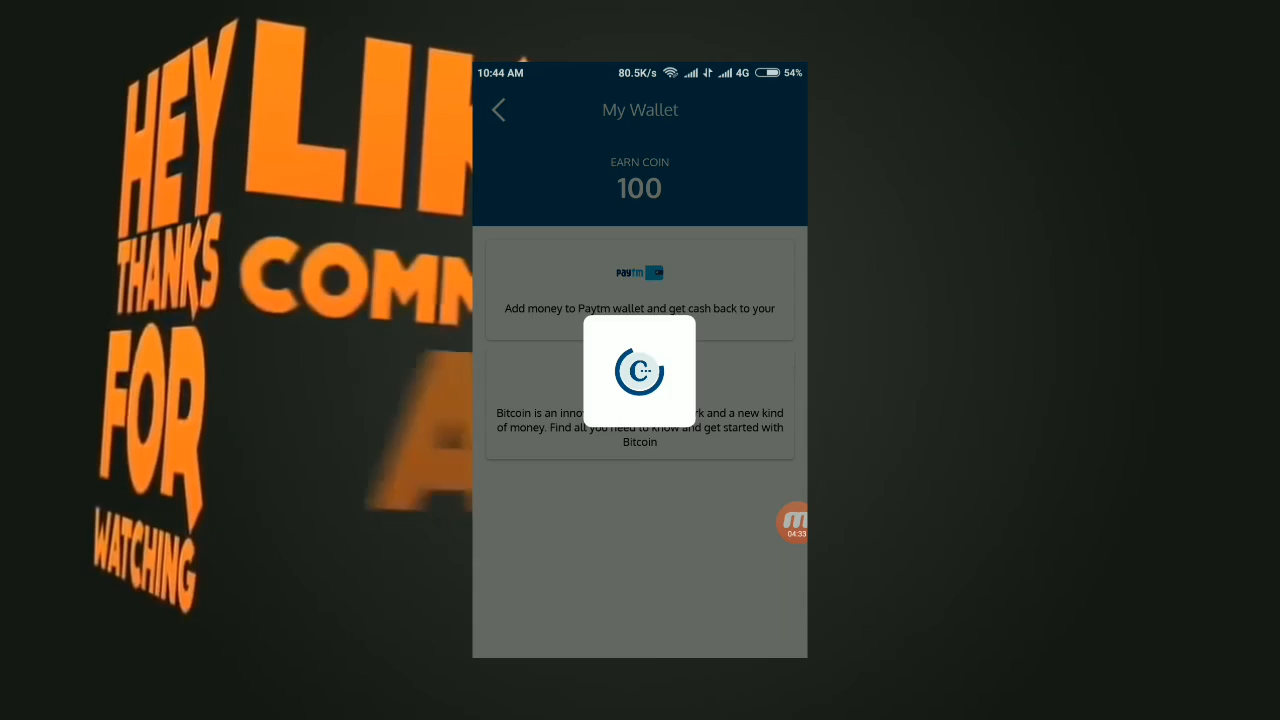 HEY
THANKS
FOR
WATCHING
COMM
10:44 AM
80.5K/s
4G
54%
My Wallet
EARN COIN
100
paytm
Add money to Paytm wallet and get cash back to your
C
Bitcoin is an inno
rk and a new kind
of money. Find all you need to know and get started with
Bitcoin
04:33